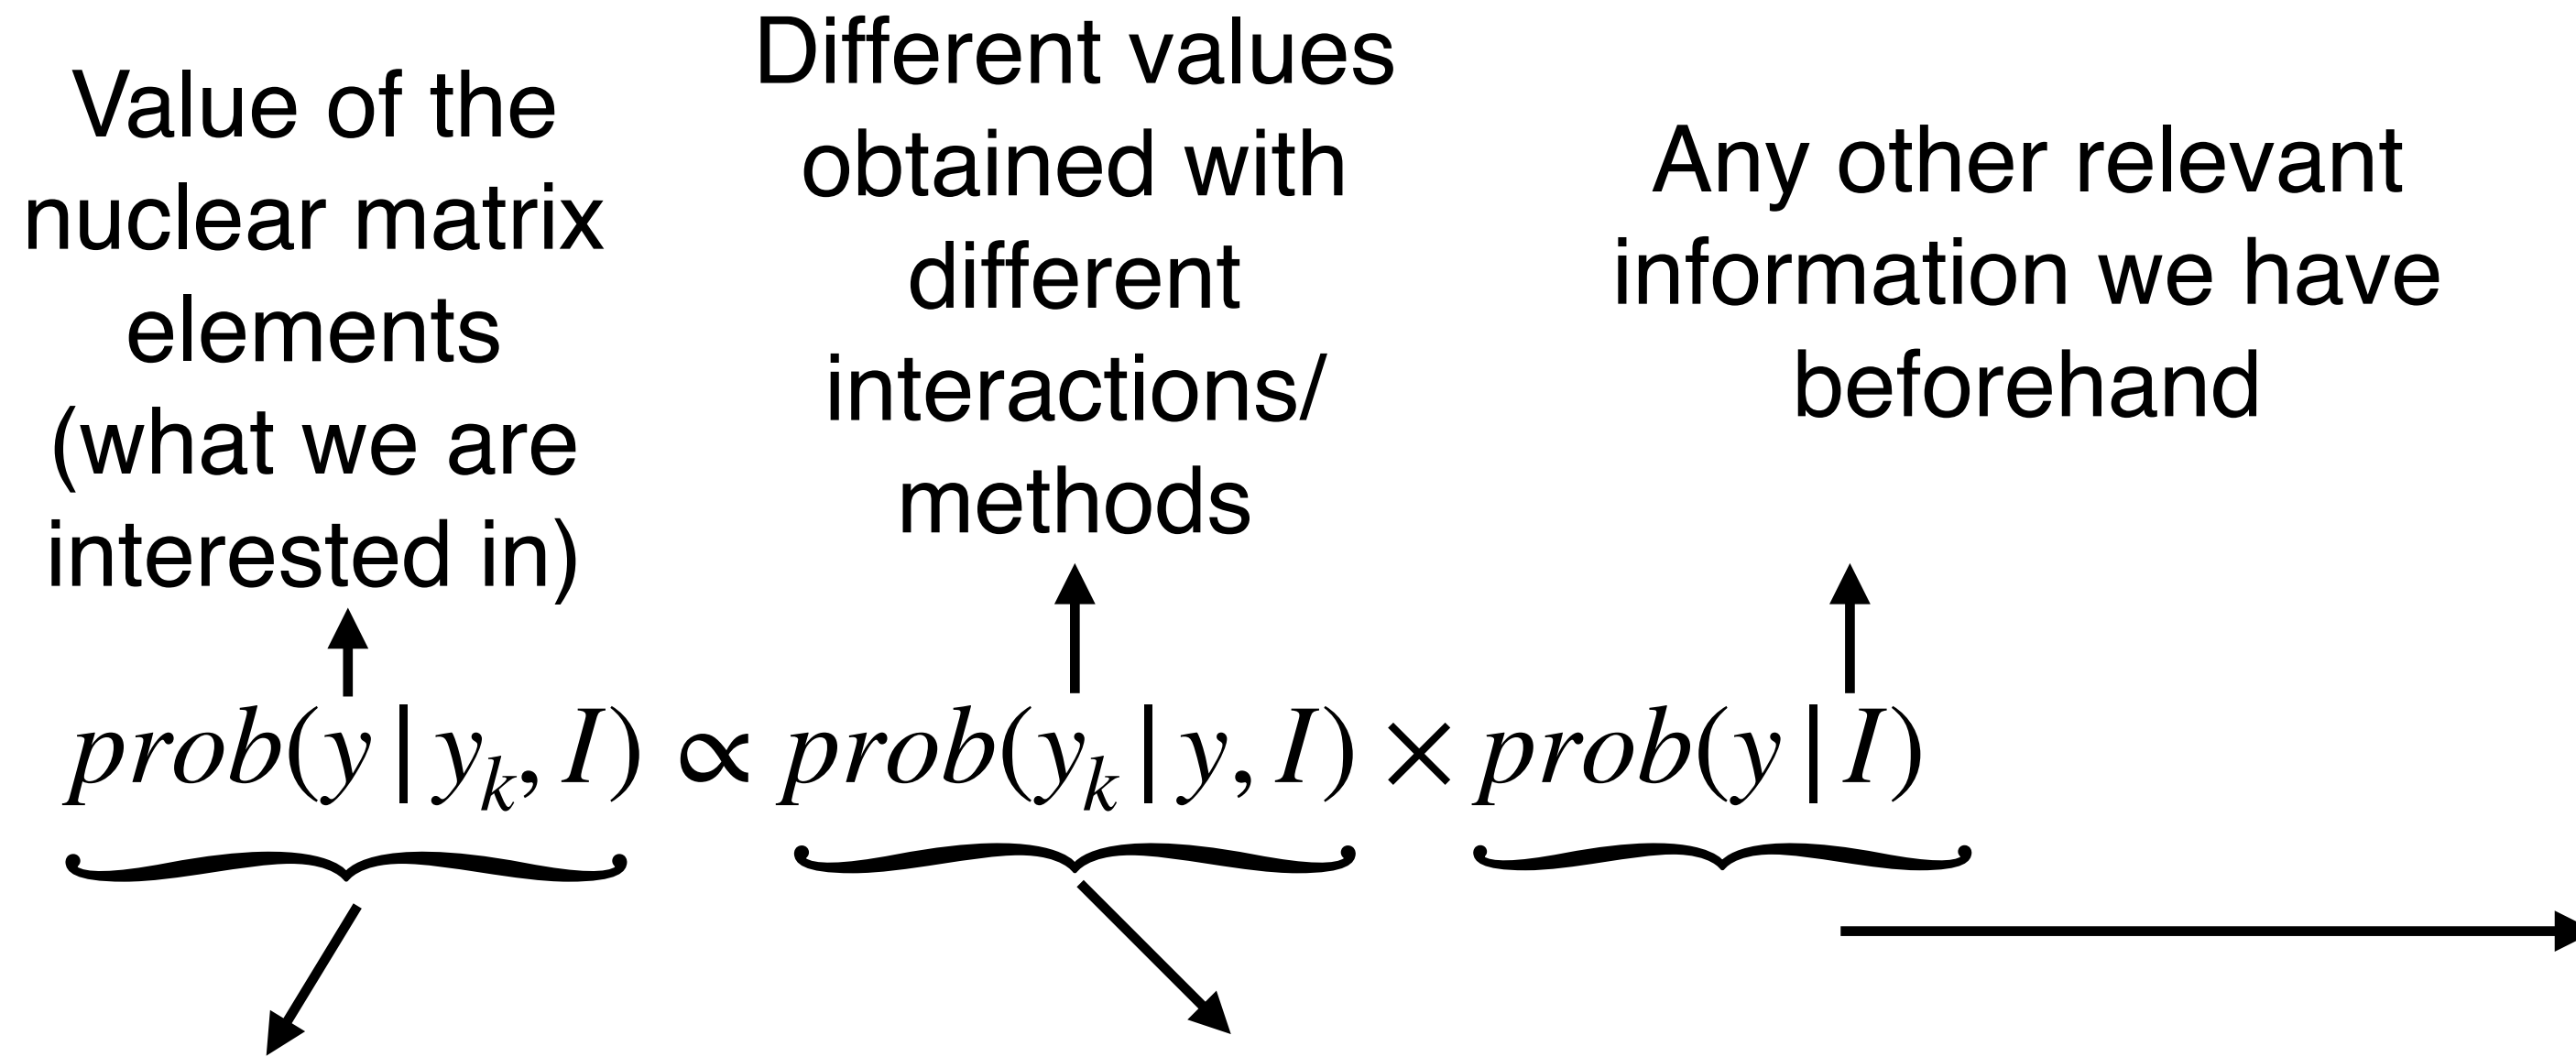 Value of the
nuclear matrix
elements
(what we are
interested in)
Different values
obtained with
different
interactions/
methods
Any other relevant
information we have
beforehand
prob(y | y_k, I) ∝ prob(y_k | y, I) × prob(y | I)